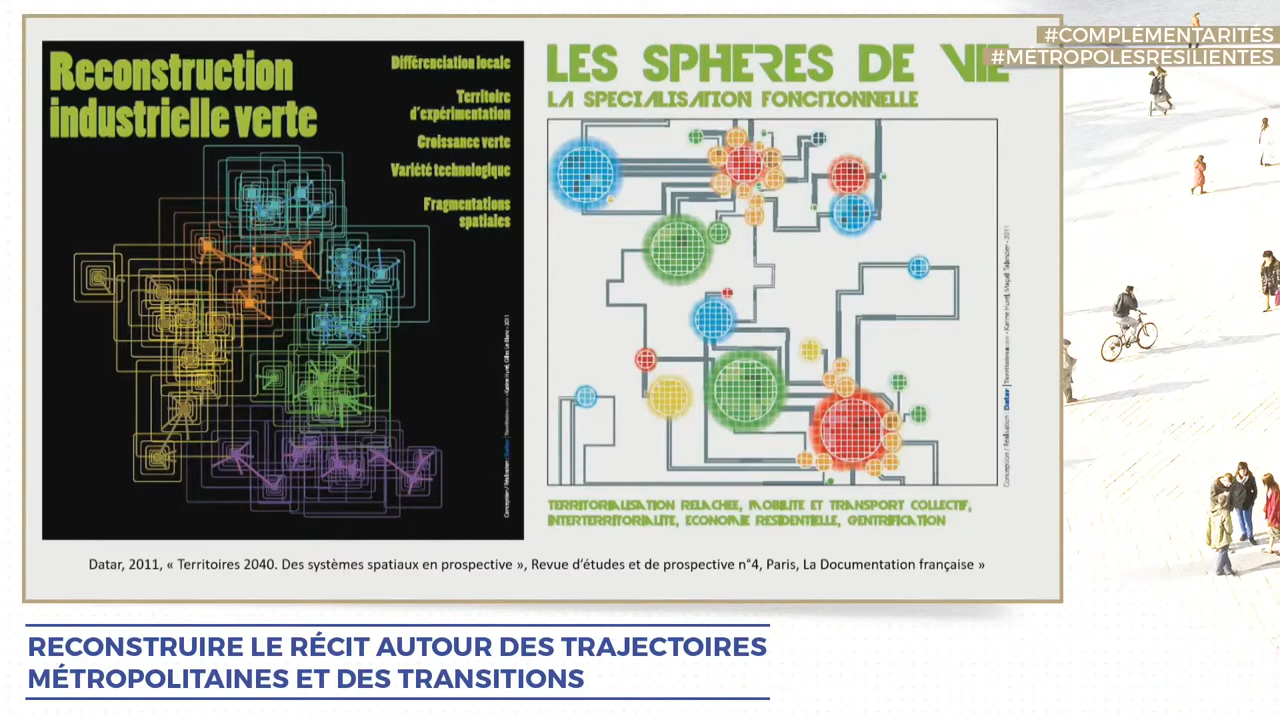 #COMPLÉMENTARITÉS
#MÉTROPOLESRÉSILIENTES
Reconstruction
industrielle verte
Différenciation locale
Territoire
d'expérimentation
Croissance verte
Variété technologique
Fragmentations
spatiales
LES SPHERES DE VIE
LA SPECIALISATION FONCTIONNELLE
TERRITORIALISATION RELACHEE, MOBILITE ET TRANSPORT COLLECTIF,
INTERTERRITORIALITE, ECONOMIE RESIDENTIELLE, GENTRIFICATION
Datar, 2011, « Territoires 2040. Des systèmes spatiaux en prospective », Revue d'études et de prospective n°4, Paris, La Documentation française »
RECONSTRUIRE LE RÉCIT AUTOUR DES TRAJECTOIRES
MÉTROPOLITAINES ET DES TRANSITIONS